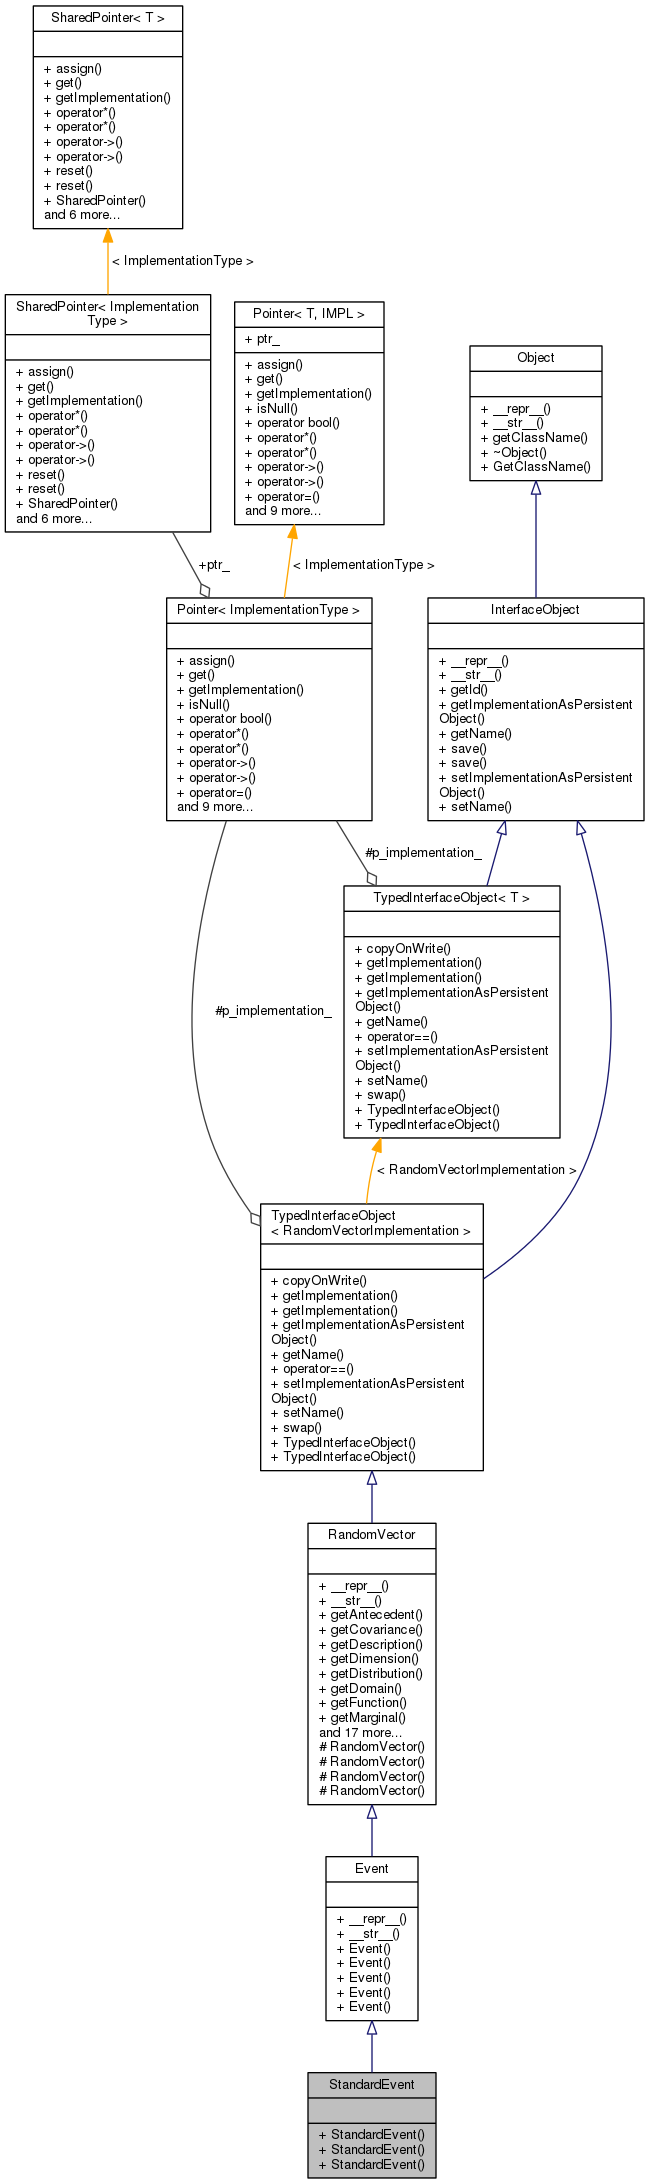 SharedPointer< T >
+ assign()
+ get()
+ getImplementation()
+ operator*()
+ operator*()
+ operator->()
+ operator->()
+ reset()
+ reset()
+ SharedPointer()
and 6 more...
< ImplementationType >
SharedPointer< Implementation
Type >
+ assign()
+ get()
+ getImplementation()
+ operator*()
+ operator*()
+ operator->()
+ operator->()
+ reset()
+ reset()
+ SharedPointer()
and 6 more...
Pointer< T, IMPL >
+ ptr_
+ assign()
+ get()
+ getImplementation()
+ isNull()
+ operator bool()
+ operator*()
+ operator*()
+ operator->()
+ operator->()
+ operator=()
and 9 more...
Object
+ __repr__()
+ __str__()
+ getClassName()
+ ~Object()
+ GetClassName()
+ptr_
< ImplementationType >
Pointer< ImplementationType >
+ assign()
+ get()
+ getImplementation()
+ isNull()
+ operator bool()
+ operator*()
+ operator*()
+ operator->()
+ operator->()
+ operator=()
and 9 more...
InterfaceObject
+ __repr__()
+ __str__()
+ getId()
+ getImplementationAsPersistent
Object()
+ getName()
+ save()
+ save()
+ setImplementationAsPersistent
Object()
+ setName()
#p_implementation_
TypedInterfaceObject< T >
+ copyOnWrite()
+ getImplementation()
+ getImplementation()
+ getImplementationAsPersistent
Object()
+ getName()
+ operator==()
+ setImplementationAsPersistent
Object()
+ setName()
+ swap()
+ TypedInterfaceObject()
+ TypedInterfaceObject()
#p_implementation_
< RandomVectorImplementation >
TypedInterfaceObject
< RandomVectorImplementation >
+ copyOnWrite()
+ getImplementation()
+ getImplementation()
+ getImplementationAsPersistent
Object()
+ getName()
+ operator==()
+ setImplementationAsPersistent
Object()
+ setName()
+ swap()
+ TypedInterfaceObject()
+ TypedInterfaceObject()
RandomVector
+ __repr__()
+ __str__()
+ getAntecedent()
+ getCovariance()
+ getDescription()
+ getDimension()
+ getDistribution()
+ getDomain()
+ getFunction()
+ getMarginal()
and 17 more...
# RandomVector()
# RandomVector()
# RandomVector()
# RandomVector()
Event
+ __repr__()
+ __str__()
+ Event()
+ Event()
+ Event()
+ Event()
+ Event()
StandardEvent
+ StandardEvent()
+ StandardEvent()
+ StandardEvent()